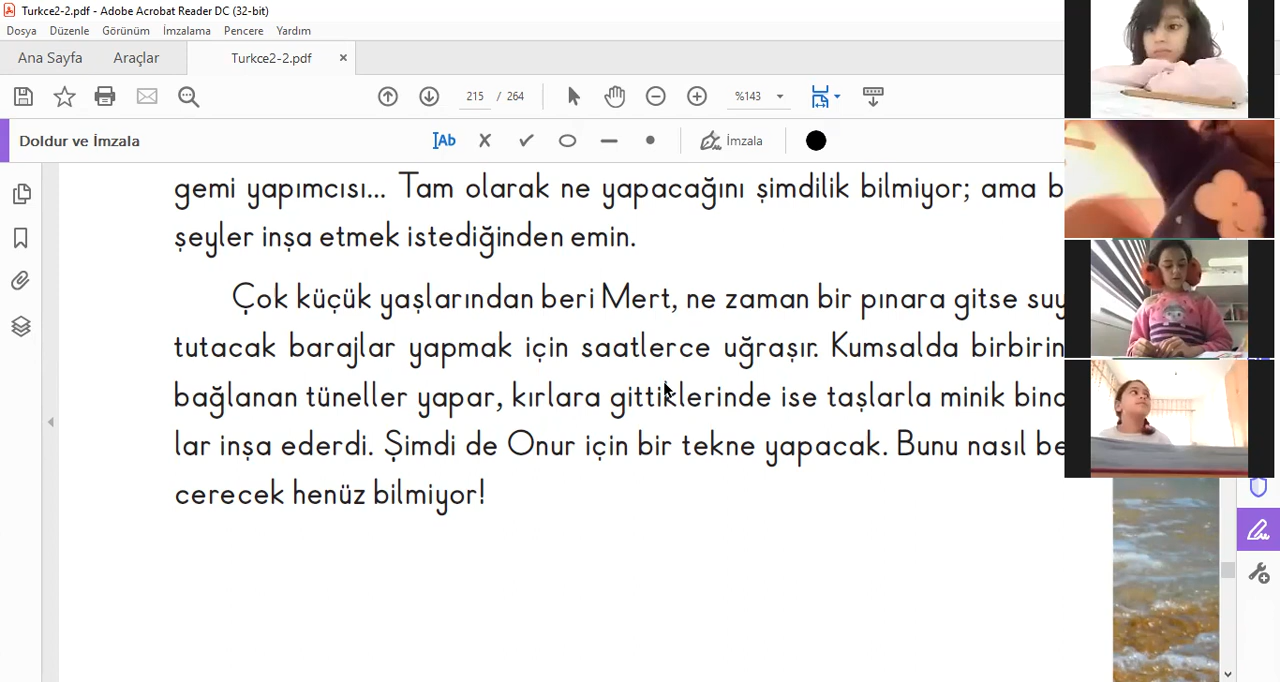 Turkce2-2.pdf - Adobe Acrobat Reader DC (32-bit)
Dosya Düzenle Görünüm İmzalama Pencere Yardım
Ana Sayfa Araçlar Turkce2-2.pdf ×
215 / 264 %143
Doldur ve İmzala IAb İmzala
gemi yapımcısı... Tam olarak ne yapacağını şimdilik bilmiyor; ama b
şeyler inşa etmek istediğinden emin.
Çok küçük yaşlarından beri Mert, ne zaman bir pınara gitse suy
tutacak barajlar yapmak için saatlerce uğraşır. Kumsalda birbirin
bağlanan tüneller yapar, kırlara gittiklerinde ise taşlarla minik bina
lar inşa ederdi. Şimdi de Onur için bir tekne yapacak. Bunu nasıl be
cerecek henüz bilmiyor!